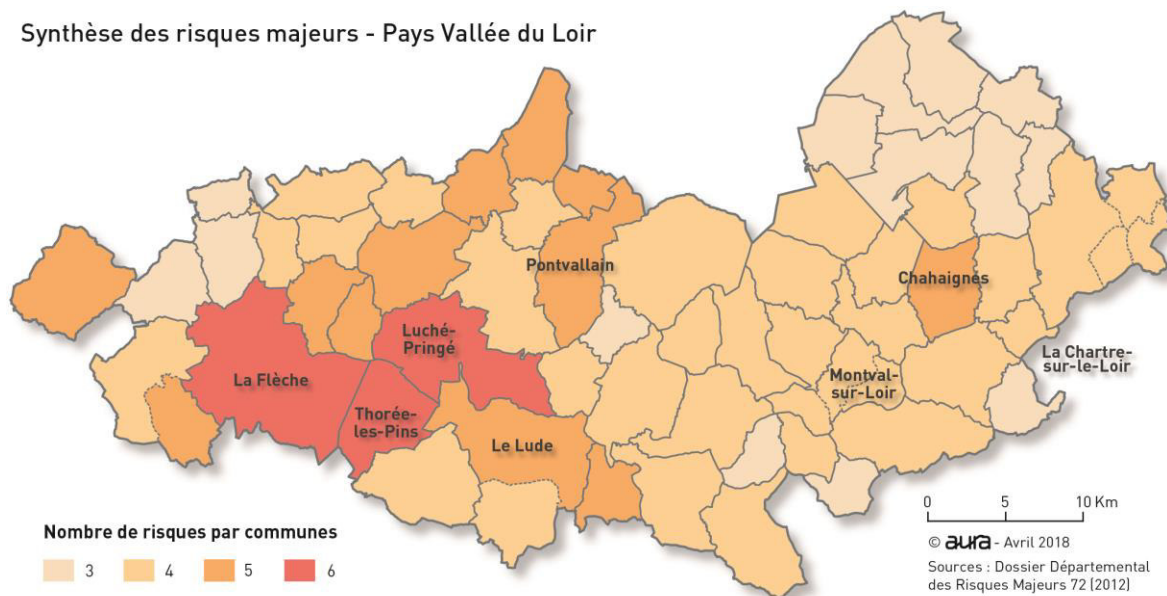 Synthèse des risques majeurs - Pays Vallée du Loir
Pontvallain
Chahaignes
Luché-
Pringé
La Chartre-
sur-le-Loir
La Flèche
Montval-
sur-Loir
Thorée-
les-Pins
Le Lude
0 5 10 Km
Nombre de risques par communes
3 4 5 6
© aura - Avril 2018
Sources : Dossier Départemental
des Risques Majeurs 72 (2012)